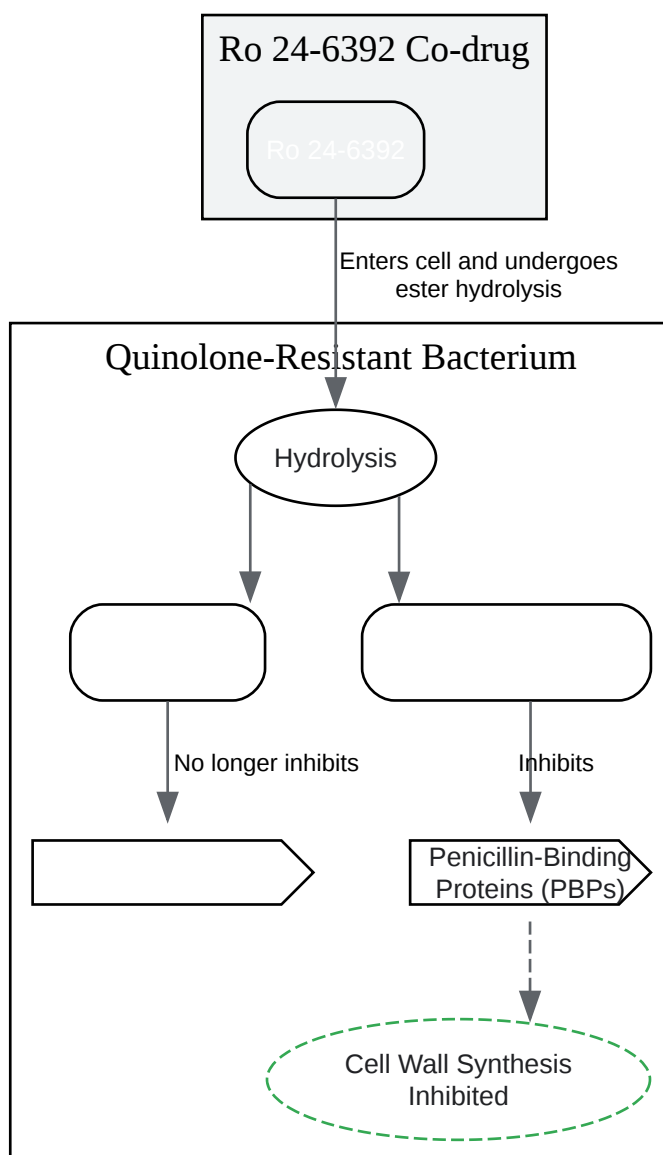 Ro 24-6392 Co-drug
Ro 24-6392
Enters cell and undergoes
ester hydrolysis
Quinolone-Resistant Bacterium
Hydrolysis
No longer inhibits
Inhibits
Penicillin-Binding
Proteins (PBPs)
Cell Wall Synthesis
Inhibited